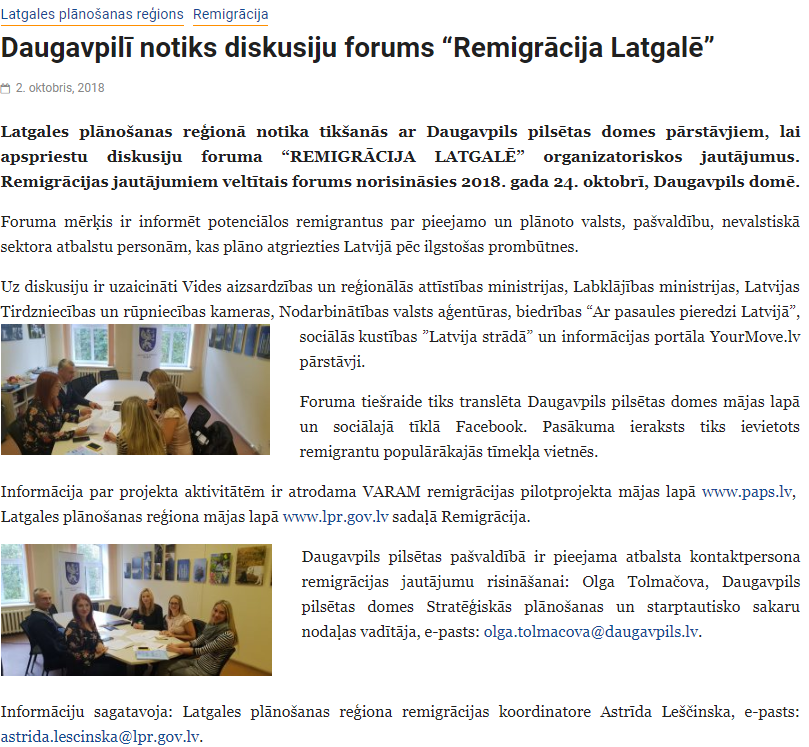 Latgales plānošanas reģions Remigrācija
Daugavpilī notiks diskusiju forums “Remigrācija Latgalē”
2. oktobris, 2018
Latgales plānošanas reģionā notika tikšanās ar Daugavpils pilsētas domes pārstāvjiem, lai
apspriestu diskusiju foruma “REMIGRĀCIJA LATGALĒ” organizatoriskos jautājumus.
Remigrācijas jautājumiem veltītais forums norisināsies 2018. gada 24. oktobrī, Daugavpils domē.
Foruma mērķis ir informēt potenciālos remigrantus par pieejamo un plānoto valsts, pašvaldību, nevalstiskā
sektora atbalstu personām, kas plāno atgriezties Latvijā pēc ilgstošas prombūtnes.
Uz diskusiju ir uzaicināti Vides aizsardzības un reģionālās attīstības ministrijas, Labklājības ministrijas, Latvijas
Tirdzniecības un rūpniecības kameras, Nodarbinātības valsts aģentūras, biedrības “Ar pasaules pieredzi Latvijā”,
sociālās kustības ”Latvija strādā” un informācijas portāla YourMove.lv
pārstāvji.
Foruma tiešraide tiks translēta Daugavpils pilsētas domes mājas lapā
un sociālajā tīklā Facebook. Pasākuma ieraksts tiks ievietots
remigrantu populārākajās tīmekļa vietnēs.
Informācija par projekta aktivitātēm ir atrodama VARAM remigrācijas pilotprojekta mājas lapā www.paps.lv,
Latgales plānošanas reģiona mājas lapā www.lpr.gov.lv sadaļā Remigrācija.
Daugavpils pilsētas pašvaldībā ir pieejama atbalsta kontaktpersona
remigrācijas jautājumu risināšanai: Olga Tolmačova, Daugavpils
pilsētas domes Stratēģiskās plānošanas un starptautisko sakaru
nodaļas vadītāja, e-pasts: olga.tolmacova@daugavpils.lv.
Informāciju sagatavoja: Latgales plānošanas reģiona remigrācijas koordinatore Astrīda Leščinska, e-pasts:
astrida.lescinska@lpr.gov.lv.